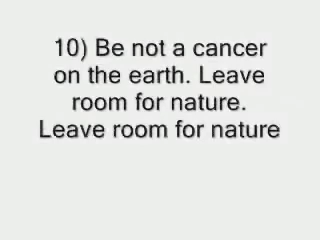 10) Be not a cancer
on the earth. Leave
room for nature.
Leave room for nature